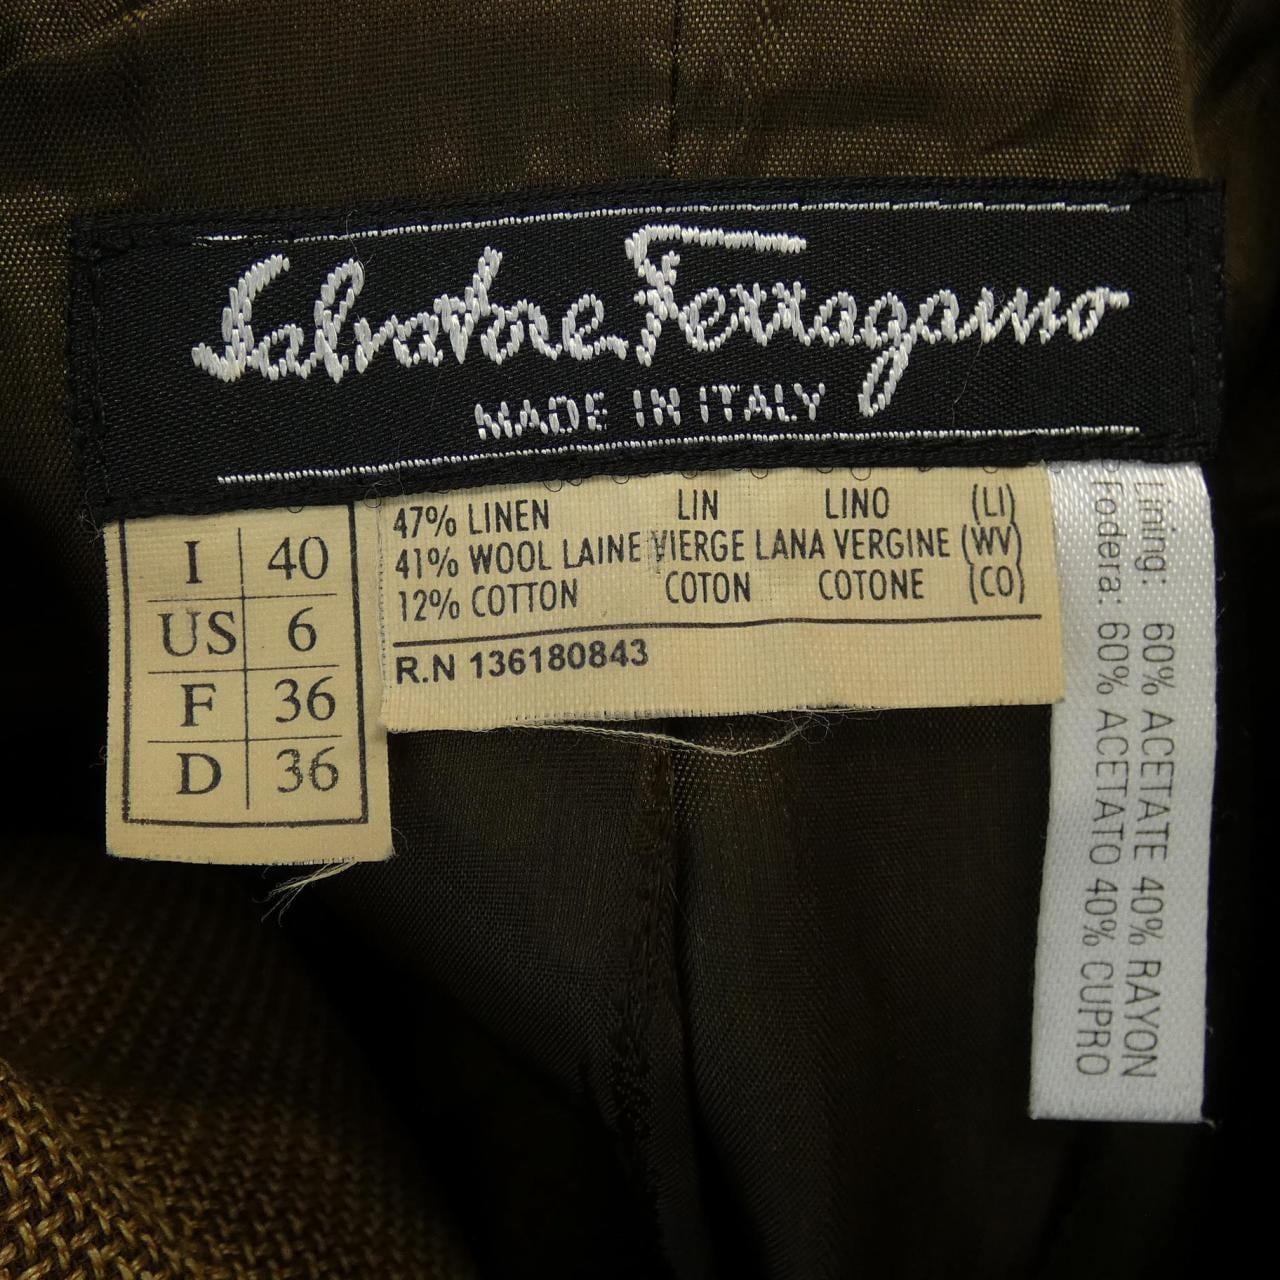 Salvatore Ferragamo
MADE IN ITALY
I 40
US 6
F 36
D 36
47% LINEN LIN LINO (LI)
41% WOOL LAINE VIERGE LANA VERGINE (WV)
12% COTTON COTON COTONE (CO)
R.N 136180843
Lining: 60% ACETATE 40% RAYON
Fodera: 60% ACETATO 40% CUPRO